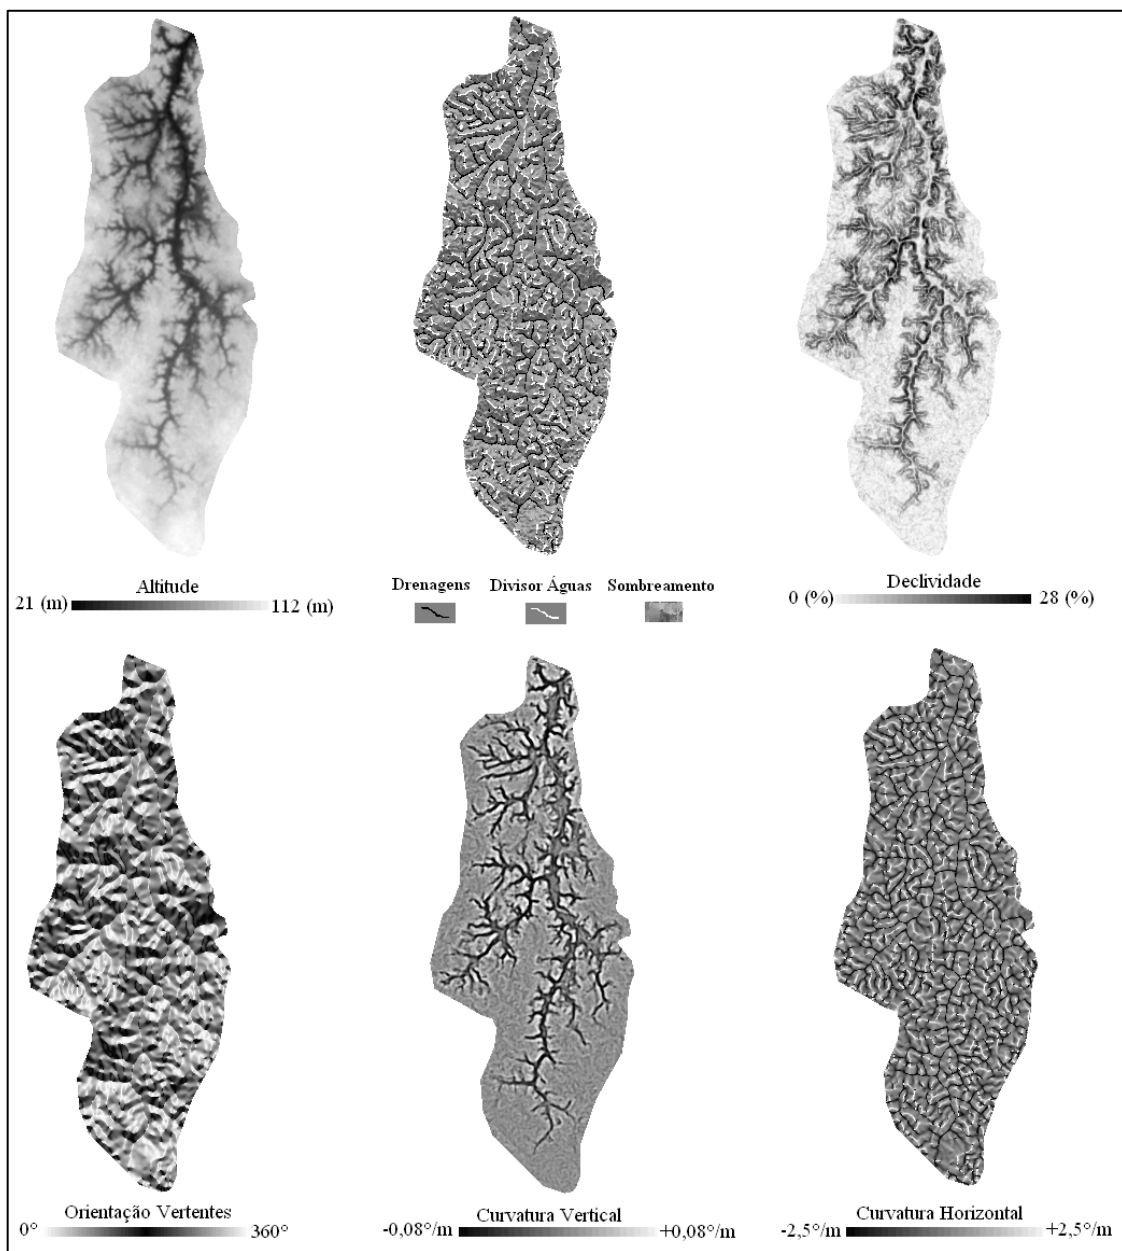 Altitude
21 (m) 112 (m)
Drenagens Divisor Águas Sombreamento
Declividade
0 (%) 28 (%)
Orientação Vertentes
0° 360°
Curvatura Vertical
-0,08°/m +0,08°/m
Curvatura Horizontal
-2,5°/m +2,5°/m